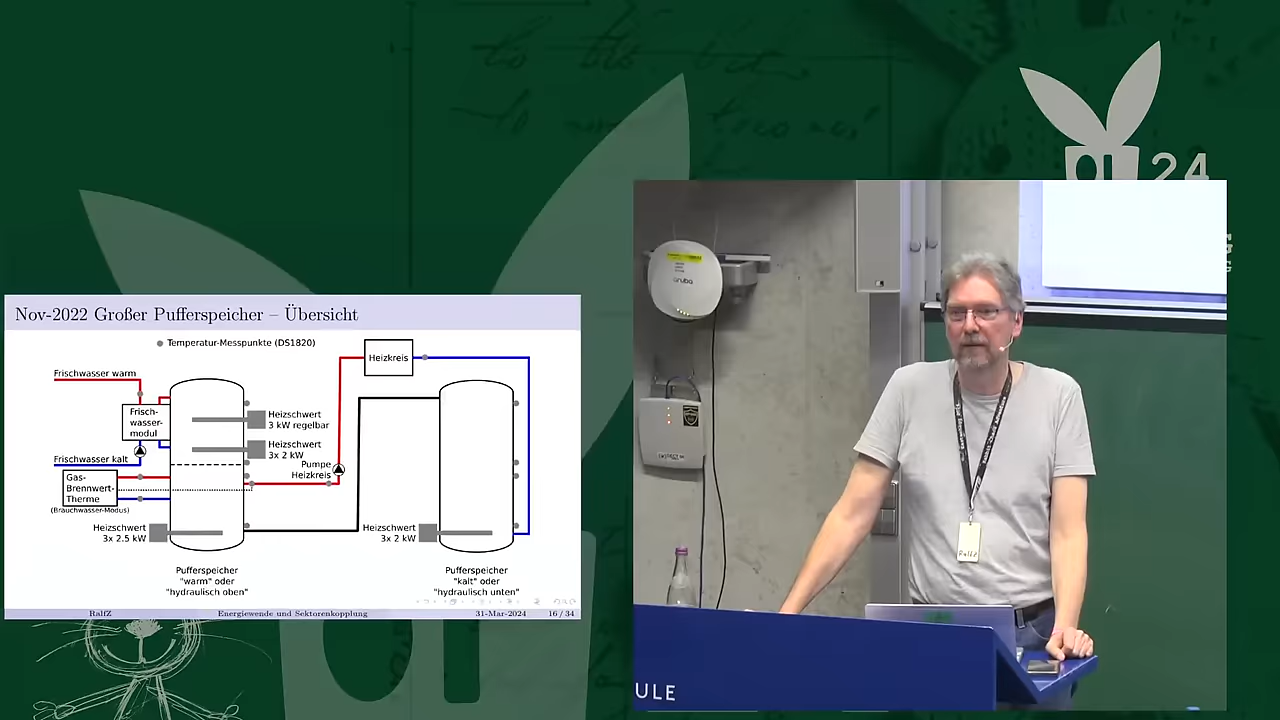 24
Nov-2022 Großer Pufferspeicher – Übersicht
Temperatur-Messpunkte (DS1820)
Frischwasser warm
Frisch-
wasser-
modul
Frischwasser kalt
Gas-
Brennwert-
Therme
(Brauchwasser-Modus)
Heizschwert
3x 2.5 kW
Heizschwert
3 kW regelbar
Heizschwert
3x 2 kW
Pumpe
Heizkreis
Heizkreis
Heizschwert
3x 2 kW
Pufferspeicher
"warm" oder
"hydraulisch oben"
Pufferspeicher
"kalt" oder
"hydraulisch unten"
RalfZ
Energiewende und Sektorenkopplung
31-Mar-2024
16 / 34
aruba
RalfZ
ULE